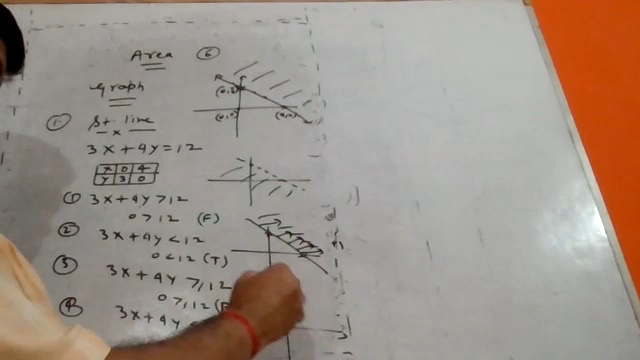 Area 6
Graph
1. St. line
3x + 4y = 12
x 0 4
y 3 0
① 3x + 4y > 12
0 > 12 (F)
② 3x + 4y < 12
0 < 12 (T)
③ 3x + 4y ≥ 12
0 ≥ 12 (F
④ 3x + 4y
(0,3)
(0,0) (4,0)